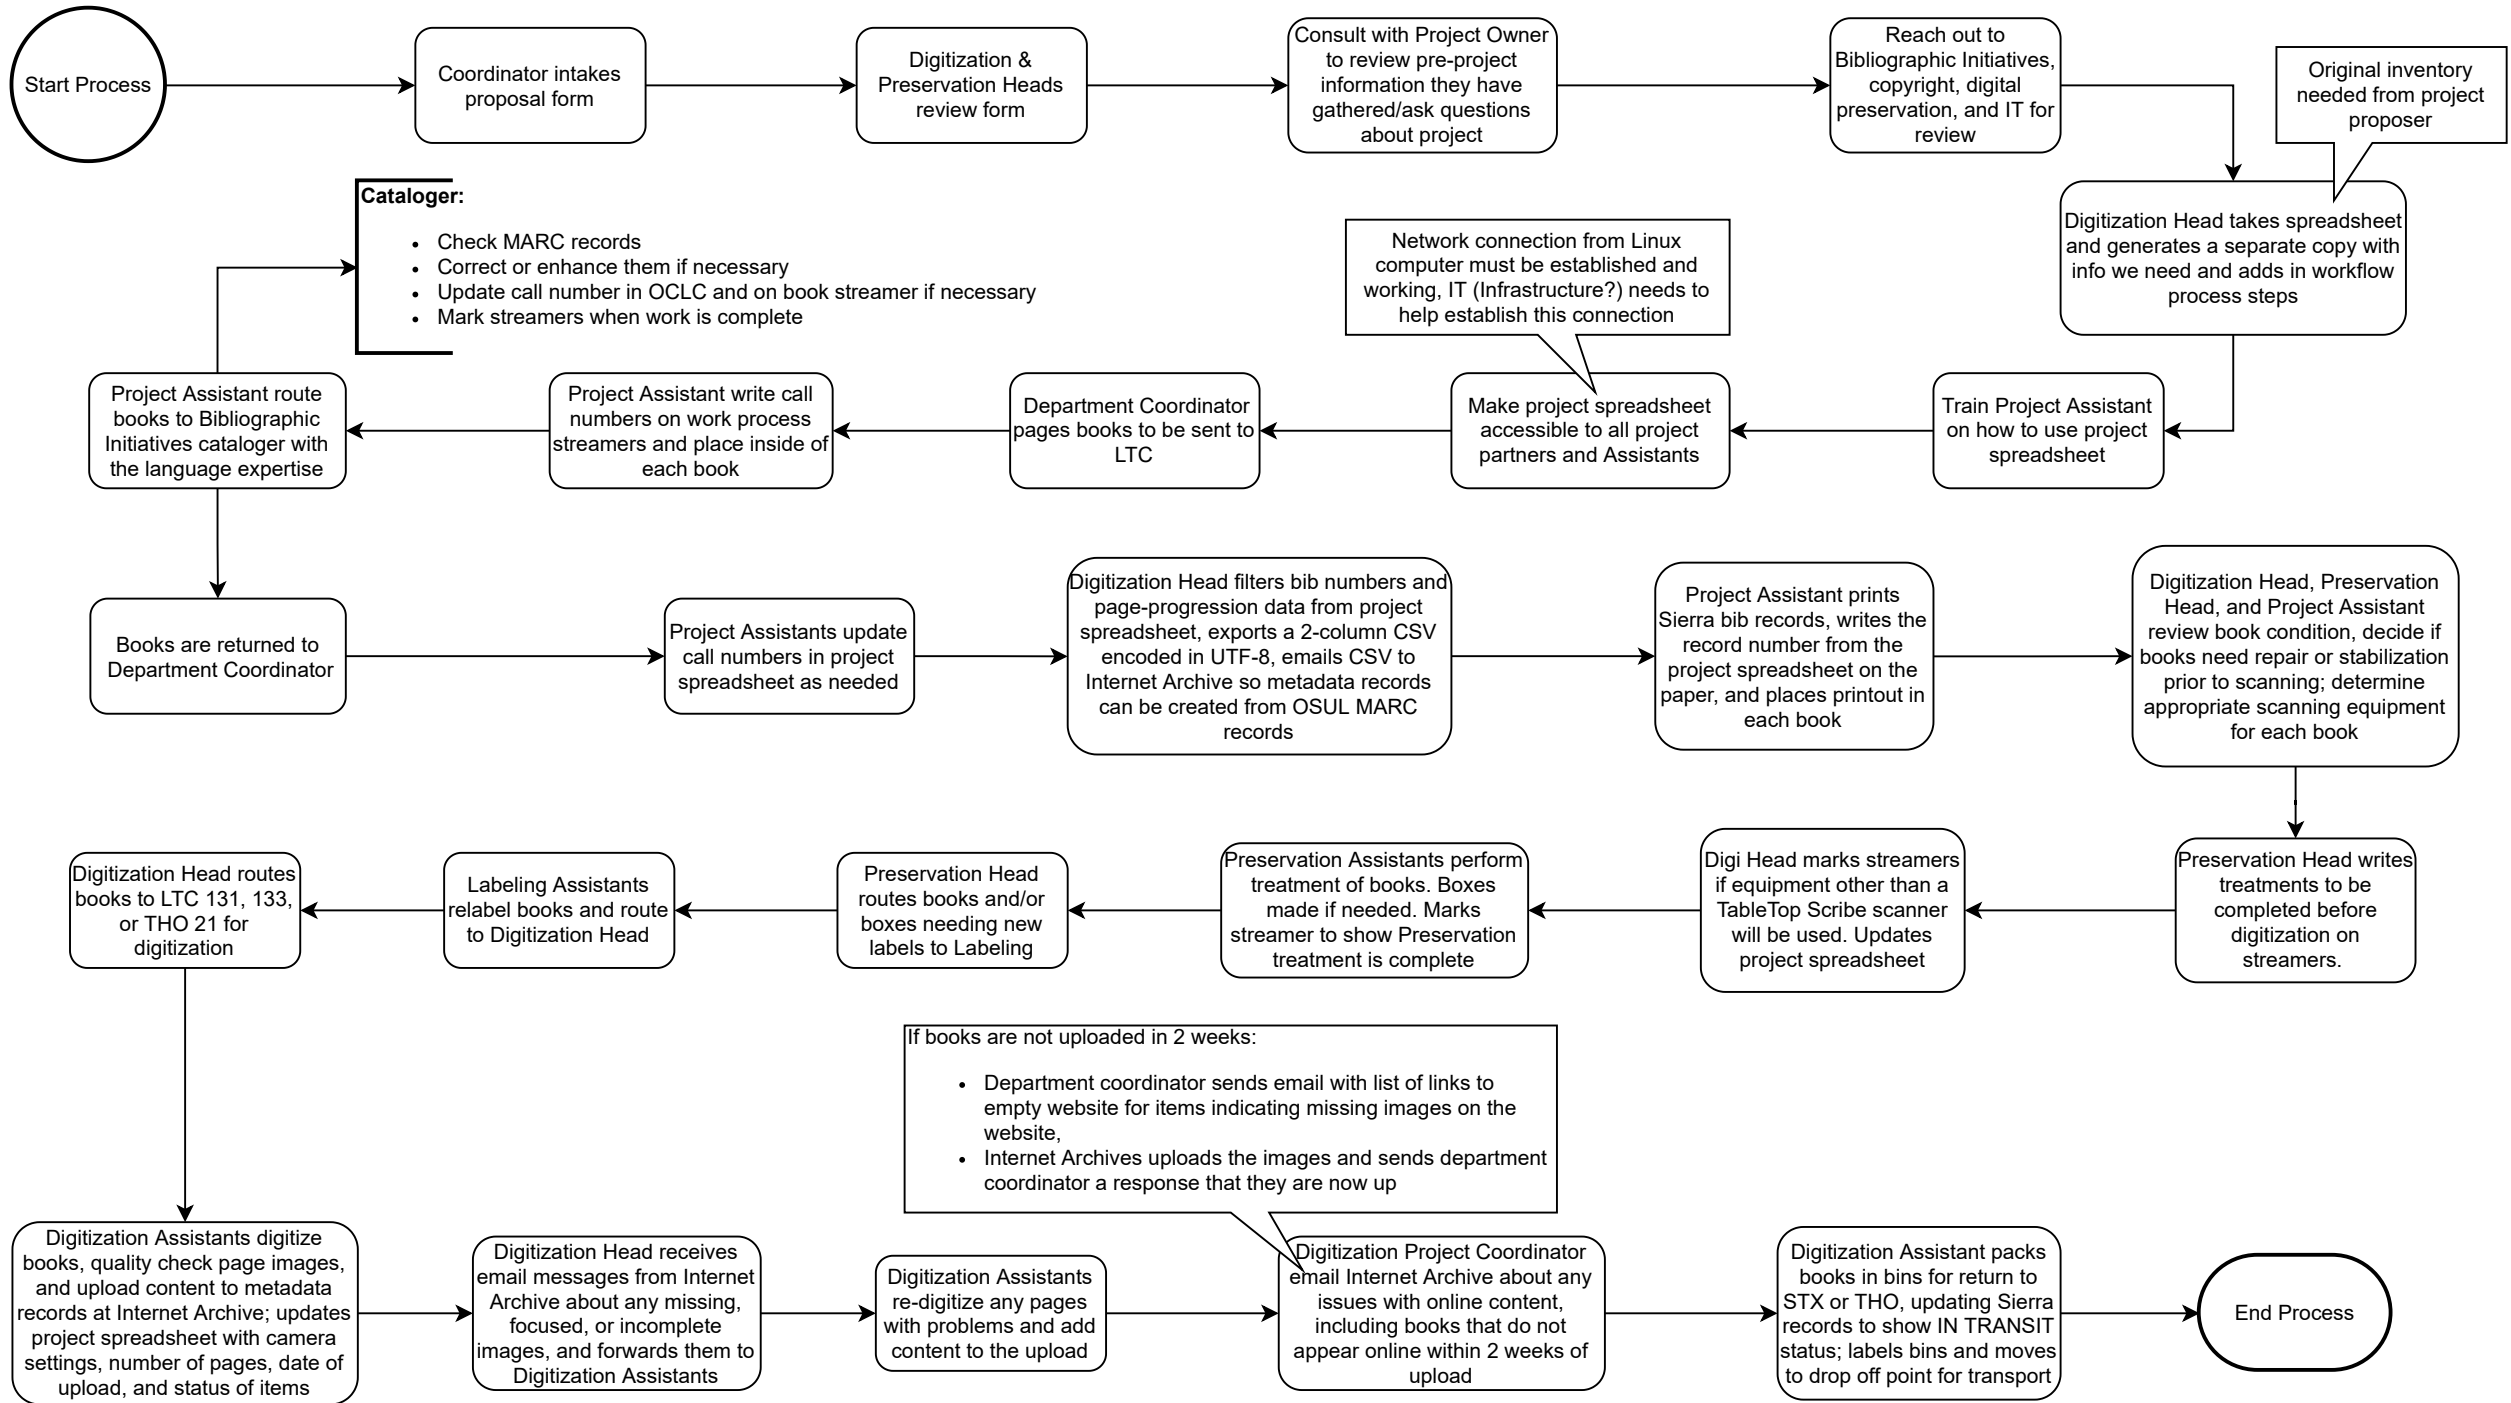 Start Process
Coordinator intakes
proposal form
Digitization &
Preservation Heads
review form
Consult with Project Owner
to review pre-project
information they have
gathered/ask questions
about project
Reach out to
Bibliographic Initiatives,
copyright, digital
preservation, and IT for
review
Original inventory
needed from project
proposer
Digitization Head takes spreadsheet
and generates a separate copy with
info we need and adds in workflow
process steps
Train Project Assistant
on how to use project
spreadsheet
Network connection from Linux
computer must be established and
working, IT (Infrastructure?) needs to
help establish this connection
Make project spreadsheet
accessible to all project
partners and Assistants
Department Coordinator
pages books to be sent to
LTC
Project Assistant write call
numbers on work process
streamers and place inside of
each book
Project Assistant route
books to Bibliographic
Initiatives cataloger with
the language expertise
Cataloger:
• Check MARC records
• Correct or enhance them if necessary
• Update call number in OCLC and on book streamer if necessary
• Mark streamers when work is complete
Books are returned to
Department Coordinator
Project Assistants update
call numbers in project
spreadsheet as needed
Digitization Head filters bib numbers and
page-progression data from project
spreadsheet, exports a 2-column CSV
encoded in UTF-8, emails CSV to
Internet Archive so metadata records
can be created from OSUL MARC
records
Project Assistant prints
Sierra bib records, writes the
record number from the
project spreadsheet on the
paper, and places printout in
each book
Digitization Head, Preservation
Head, and Project Assistant
review book condition, decide if
books need repair or stabilization
prior to scanning; determine
appropriate scanning equipment
for each book
Preservation Head writes
treatments to be
completed before
digitization on
streamers.
Digi Head marks streamers
if equipment other than a
TableTop Scribe scanner
will be used. Updates
project spreadsheet
Preservation Assistants perform
treatment of books. Boxes
made if needed. Marks
streamer to show Preservation
treatment is complete
Preservation Head
routes books and/or
boxes needing new
labels to Labeling
Labeling Assistants
relabel books and route
to Digitization Head
Digitization Head routes
books to LTC 131, 133,
or THO 21 for
digitization
Digitization Assistants digitize
books, quality check page images,
and upload content to metadata
records at Internet Archive; updates
project spreadsheet with camera
settings, number of pages, date of
upload, and status of items
Digitization Head receives
email messages from Internet
Archive about any missing,
focused, or incomplete
images, and forwards them to
Digitization Assistants
Digitization Assistants
re-digitize any pages
with problems and add
content to the upload
If books are not uploaded in 2 weeks:
• Department coordinator sends email with list of links to
empty website for items indicating missing images on the
website,
• Internet Archives uploads the images and sends department
coordinator a response that they are now up
Digitization Project Coordinator
email Internet Archive about any
issues with online content,
including books that do not
appear online within 2 weeks of
upload
Digitization Assistant packs
books in bins for return to
STX or THO, updating Sierra
records to show IN TRANSIT
status; labels bins and moves
to drop off point for transport
End Process